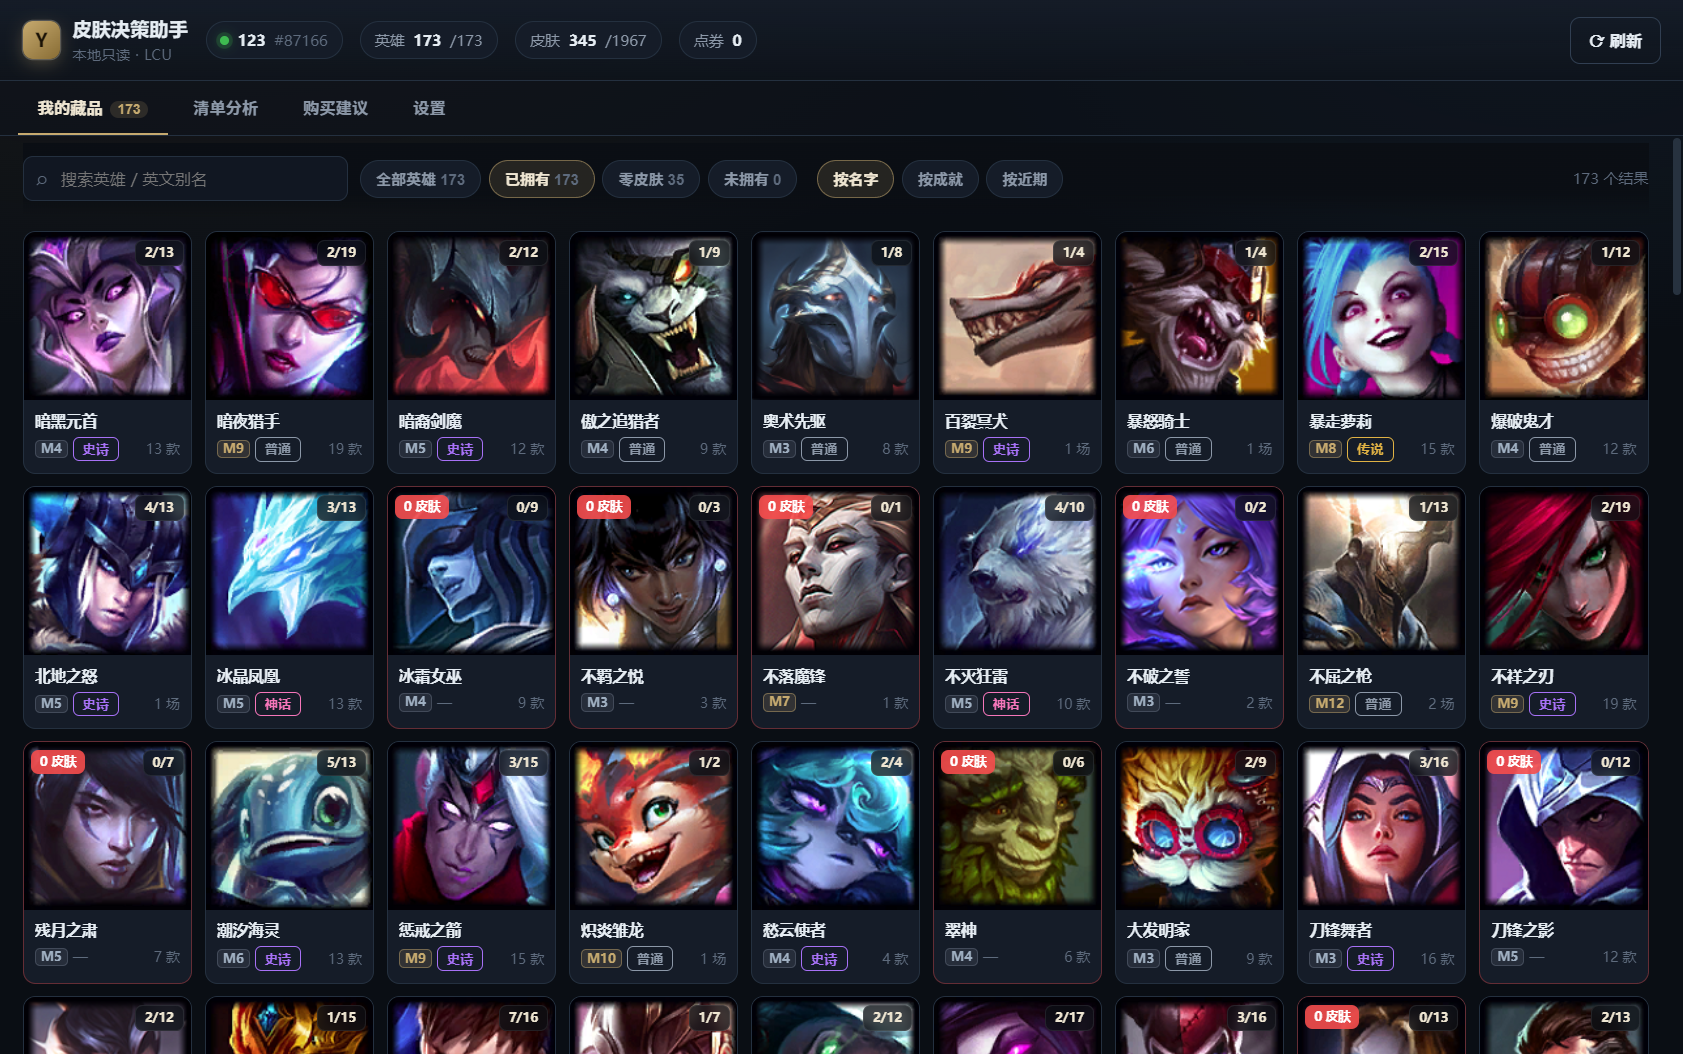 Y
皮肤决策助手
本地只读 · LCU
123 #87166
英雄 173 /173
皮肤 345 /1967
点券 0
刷新
我的藏品 173
清单分析
购买建议
设置
搜索英雄 / 英文别名
全部英雄 173
已拥有 173
零皮肤 35
未拥有 0
按名字
按成就
按近期
173 个结果
2/13
2/19
2/12
1/9
1/8
1/4
1/4
2/15
1/12
暗黑元首
暗夜猎手
暗裔剑魔
傲之追猎者
奥术先驱
百裂冥犬
暴怒骑士
暴走萝莉
爆破鬼才
M4 史诗 13 款
M9 普通 19 款
M5 史诗 12 款
M4 普通 9 款
M3 普通 8 款
M9 史诗 1 场
M6 普通 1 场
M8 传说 15 款
M4 普通 12 款
4/13
3/13
0 皮肤 0/9
0 皮肤 0/3
0 皮肤 0/1
4/10
0 皮肤 0/2
1/13
2/19
北地之怒
冰晶凤凰
冰霜女巫
不羁之悦
不落魔锋
不灭狂雷
不破之誓
不屈之枪
不祥之刃
M5 史诗 1 场
M5 神话 13 款
M4 — 9 款
M3 — 3 款
M7 — 1 款
M5 神话 10 款
M3 — 2 款
M12 普通 2 场
M9 史诗 19 款
0 皮肤 0/7
5/13
3/15
1/2
2/4
0 皮肤 0/6
2/9
3/16
0 皮肤 0/12
残月之肃
潮汐海灵
惩戒之箭
炽炎雏龙
愁云使者
翠神
大发明家
刀锋舞者
刀锋之影
M5 — 7 款
M6 史诗 13 款
M9 史诗 15 款
M10 普通 1 场
M4 史诗 4 款
M4 — 6 款
M3 普通 9 款
M3 史诗 16 款
M5 — 12 款
2/12
1/15
7/16
1/7
2/12
2/17
3/16
0 皮肤 0/13
2/13